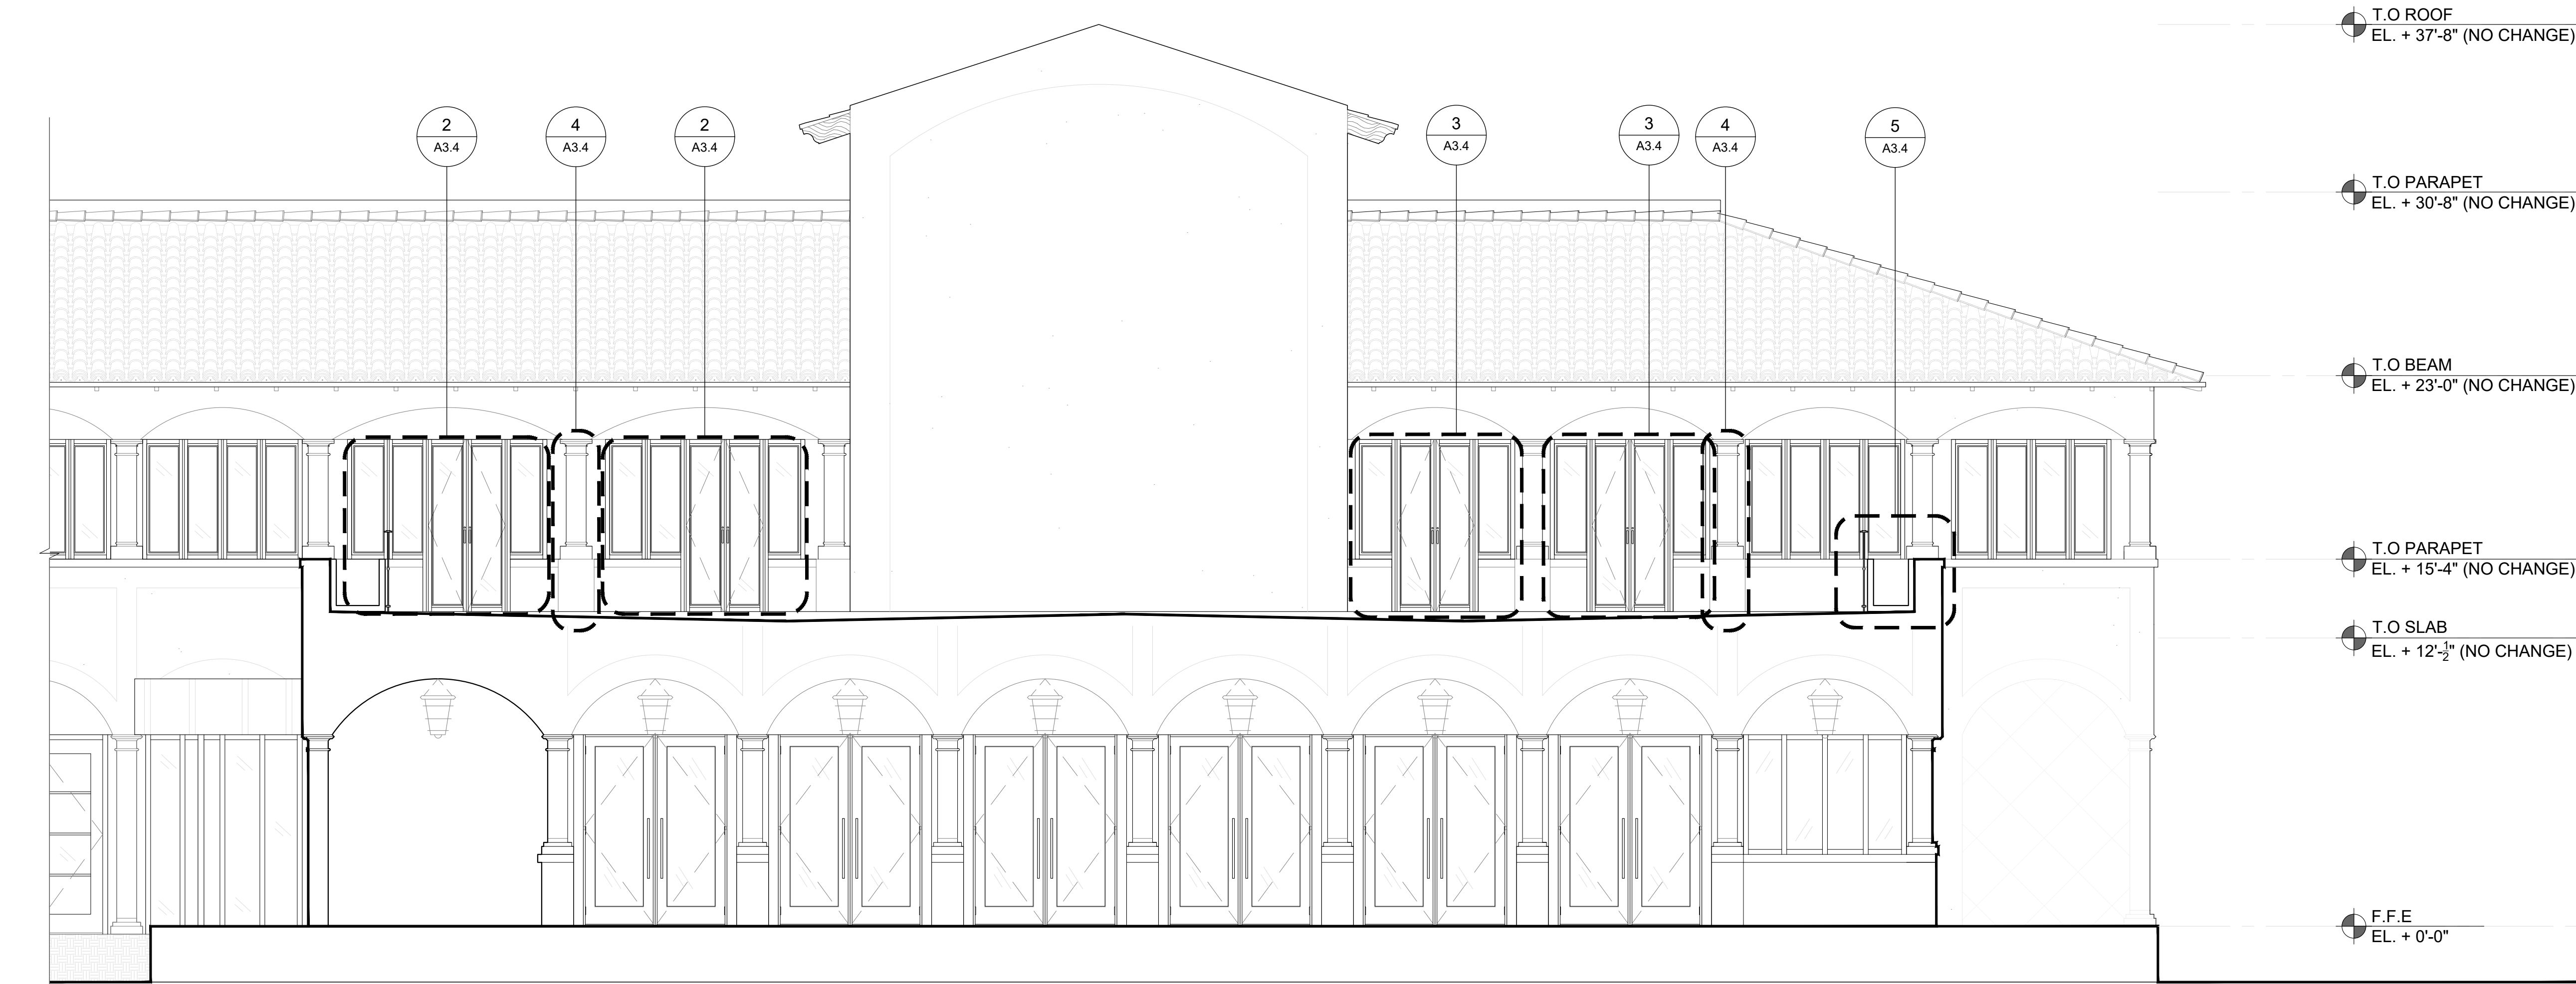 T.O ROOF
EL. + 37'-8" (NO CHANGE)
2
A3.4
4
A3.4
2
A3.4
3
A3.4
3
A3.4
4
A3.4
5
A3.4
T.O PARAPET
EL. + 30'-8" (NO CHANGE)
T.O BEAM
EL. + 23'-0" (NO CHANGE)
T.O PARAPET
EL. + 15'-4" (NO CHANGE)
T.O SLAB
EL. + 12'-1/2" (NO CHANGE)
F.F.E
EL. + 0'-0"